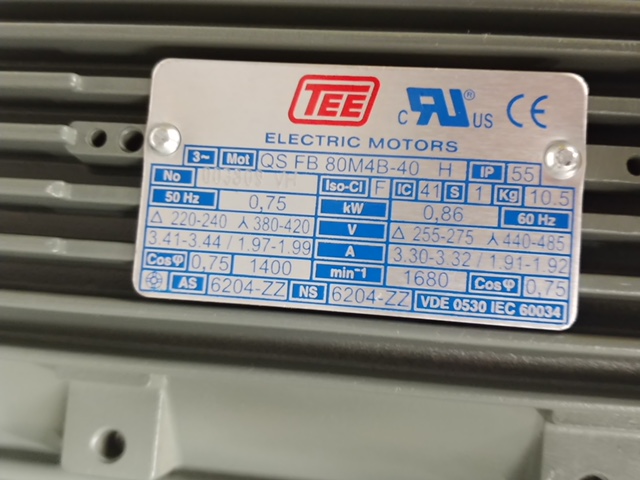 TEE
c RU ® US CE
ELECTRIC MOTORS
3~ Mot QS FB 80M4B-40 H IP 55
No Iso-Cl F IC 41 S 1 Kg 10.5
50 Hz 0,75 kW 0,86 60 Hz
△ 220-240 ⅄ 380-420 V △ 255-275 ⅄ 440-485
3.41-3.44 / 1.97-1.99 A 3.30-3.32 / 1.91-1.92
Cosφ 0,75 1400 min⁻¹ 1680 Cosφ 0,75
AS 6204-ZZ NS 6204-ZZ VDE 0530 IEC 60034